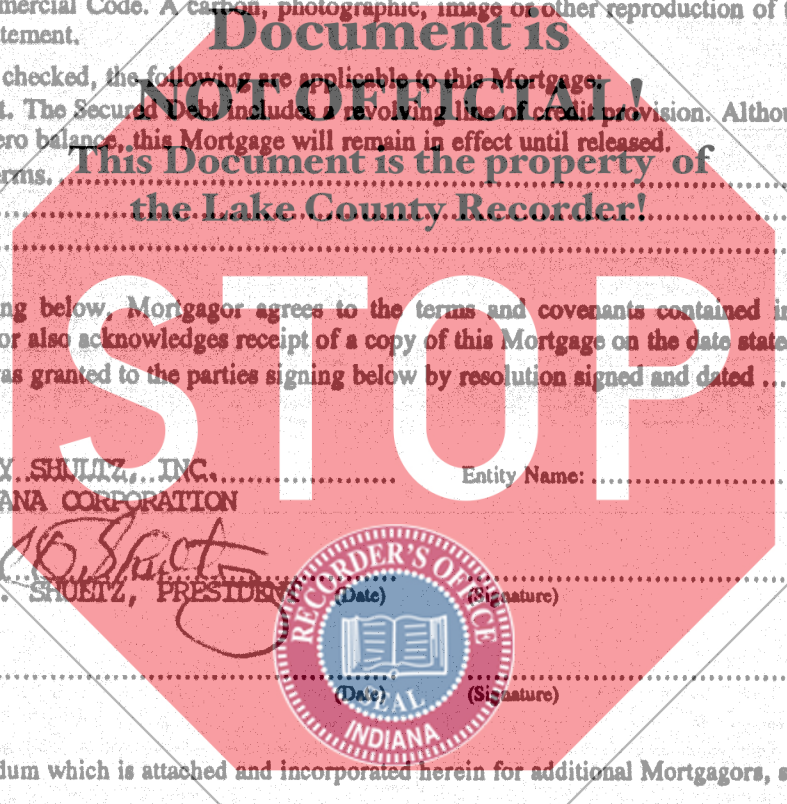 mercial Code. A carbon, photographic, image or other reproduction of t
tement.
Document is
checked, the following are applicable to this Mortgage.
NOT OFFICIAL!
t. The Secured Debt includes a revolving line of credit provision. Althou
ero balance, this Mortgage will remain in effect until released.
This Document is the property of
erms.
the Lake County Recorder!
STOP
ng below, Mortgagor agrees to the terms and covenants contained i
or also acknowledges receipt of a copy of this Mortgage on the date state
as granted to the parties signing below by resolution signed and dated
Y SHULTZ, INC.
Entity Name:
ANA CORPORATION
PRESIDENT
(Date) (Signature)
RECORDER'S OFFICE
SEAL
INDIANA
(Date) (Signature)
dum which is attached and incorporated herein for additional Mortgagors, s